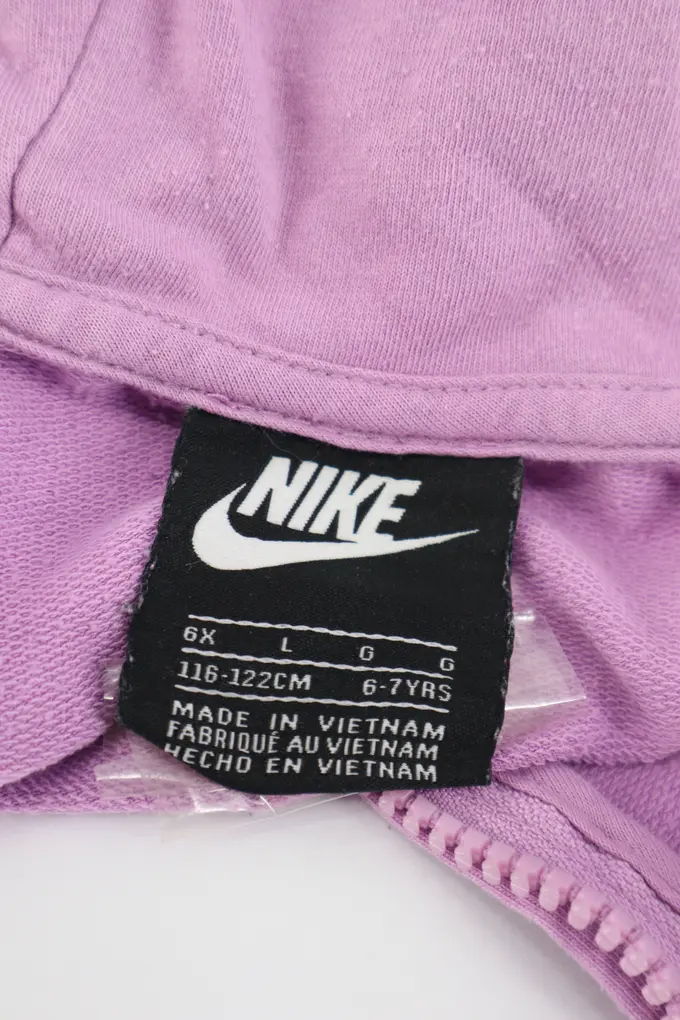 NIKE
6X L G G
116-122CM 6-7YRS
MADE IN VIETNAM
FABRIQUÉ AU VIETNAM
HECHO EN VIETNAM